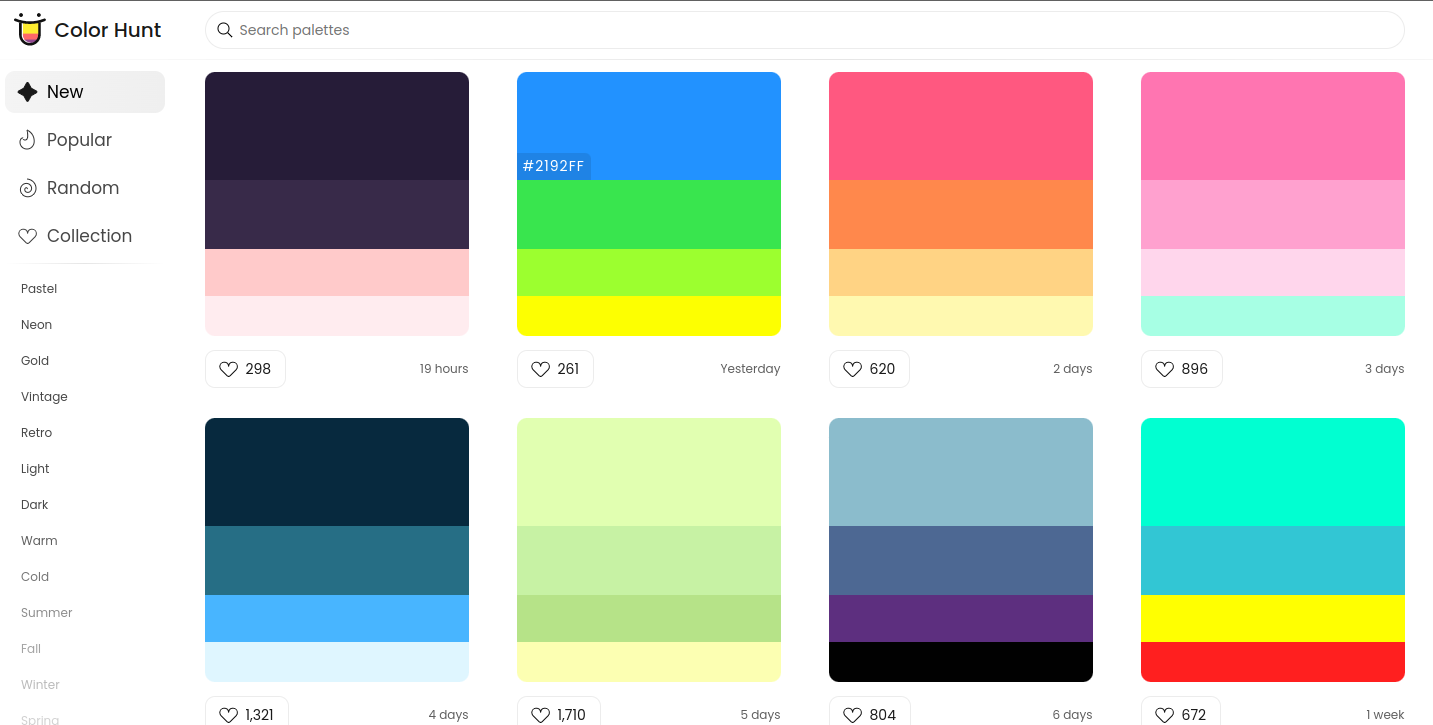 Color Hunt
Search palettes
New
Popular
Random
Collection
Pastel
Neon
Gold
Vintage
Retro
Light
Dark
Warm
Cold
Summer
Fall
Winter
Spring
#2192FF
298
19 hours
261
Yesterday
620
2 days
896
3 days
1,321
4 days
1,710
5 days
804
6 days
672
1 week